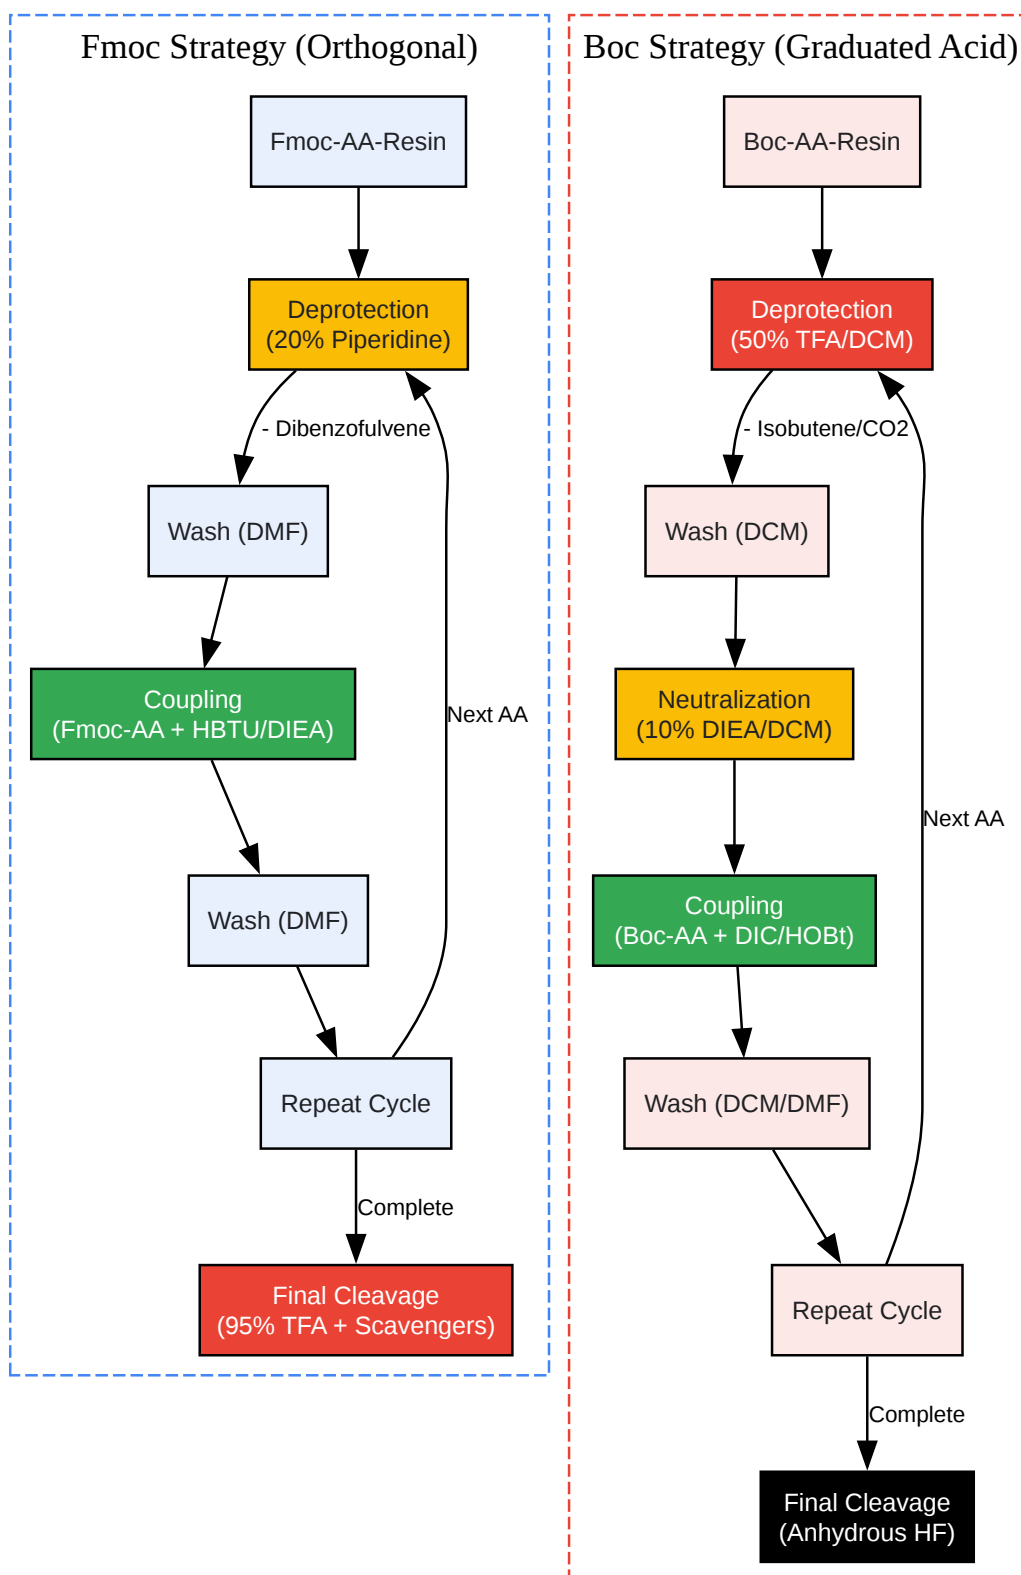 Fmoc Strategy (Orthogonal)
Fmoc-AA-Resin
Deprotection
(20% Piperidine)
- Dibenzofulvene
Wash (DMF)
Coupling
(Fmoc-AA + HBTU/DIEA)
Next AA
Wash (DMF)
Repeat Cycle
Complete
Final Cleavage
(95% TFA + Scavengers)
Boc Strategy (Graduated Acid)
Boc-AA-Resin
Deprotection
(50% TFA/DCM)
- Isobutene/CO2
Wash (DCM)
Neutralization
(10% DIEA/DCM)
Next AA
Coupling
(Boc-AA + DIC/HOBt)
Wash (DCM/DMF)
Repeat Cycle
Complete
Final Cleavage
(Anhydrous HF)